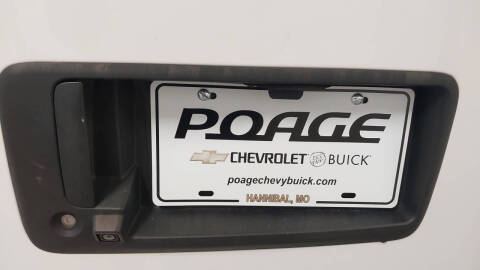 POAGE
CHEVROLET BUICK
poagechevybuick.com
HANNIBAL, MO